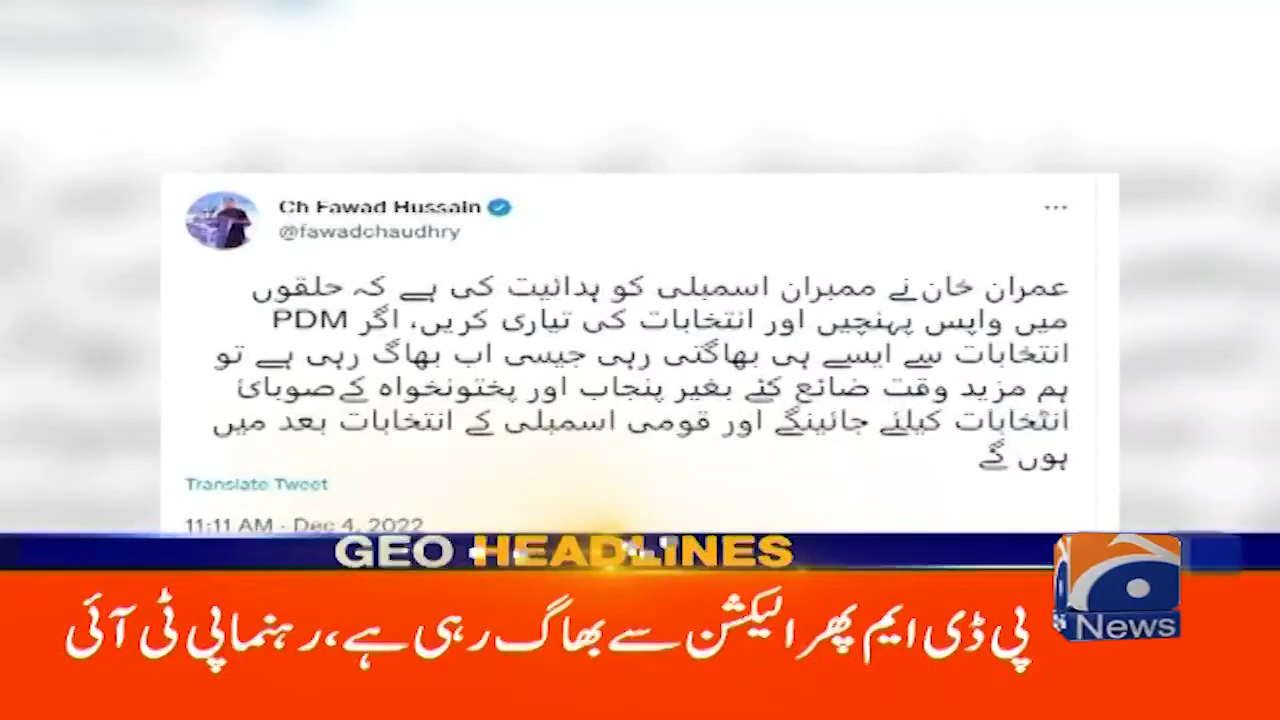 Ch Fawad Hussain
@fawadchaudhry
عمران خان نے ممبران اسمبلی کو ہدائیت کی ہے کہ حلقوں
میں واپس پہنچیں اور انتخابات کی تیاری کریں، اگر PDM
انتخابات سے ایسے ہی بھاگتی رہی جیسی اب بھاگ رہی ہے تو
ہم مزید وقت ضائع کئے بغیر پنجاب اور پختونخواہ کےصوبائ
انتخابات کیلئے جائینگے اور قومی اسمبلی کے انتخابات بعد میں
ہوں گے
Translate Tweet
11:11 AM · Dec 4, 2022
GEO HEADLINES
پی ڈی ایم پھر الیکشن سے بھاگ رہی ہے، رہنما پی ٹی آئی
News